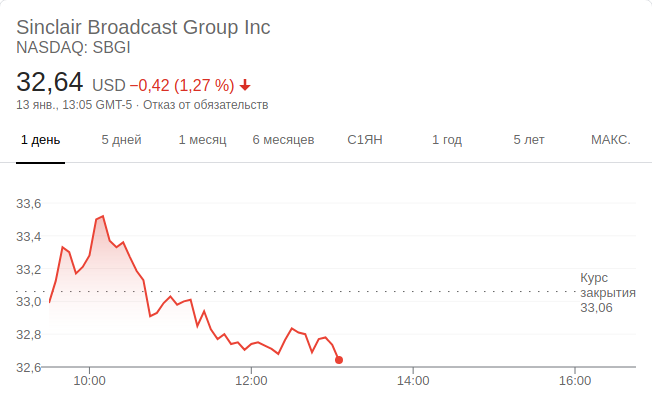 Sinclair Broadcast Group Inc
NASDAQ: SBGI
32,64 USD −0,42 (1,27 %)
13 янв., 13:05 GMT-5 · Отказ от обязательств
1 день 5 дней 1 месяц 6 месяцев С1ЯН 1 год 5 лет МАКС.
33,6
33,4
33,2
33,0
32,8
32,6
Курс
закрытия
33,06
10:00 12:00 14:00 16:00